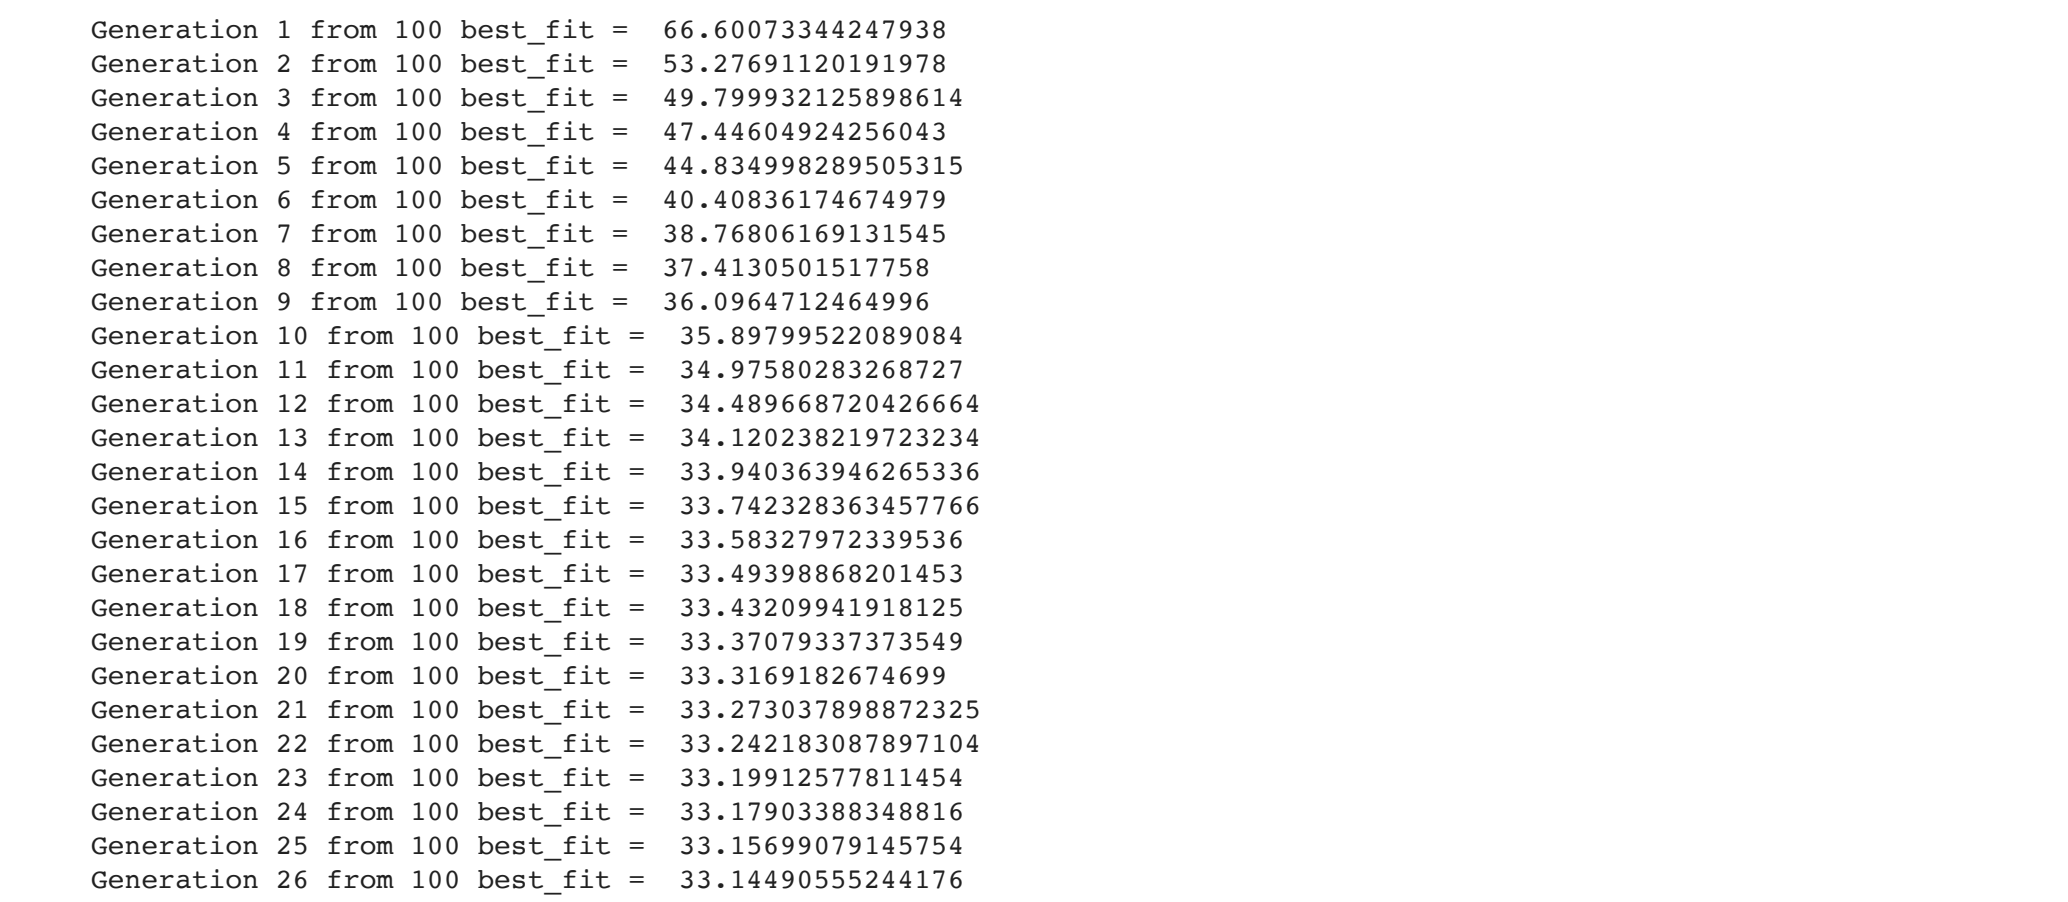 Generation 1 from 100 best_fit =  66.60073344247938
Generation 2 from 100 best_fit =  53.27691120191978
Generation 3 from 100 best_fit =  49.799932125898614
Generation 4 from 100 best_fit =  47.44604924256043
Generation 5 from 100 best_fit =  44.834998289505315
Generation 6 from 100 best_fit =  40.40836174674979
Generation 7 from 100 best_fit =  38.76806169131545
Generation 8 from 100 best_fit =  37.4130501517758
Generation 9 from 100 best_fit =  36.0964712464996
Generation 10 from 100 best_fit =  35.89799522089084
Generation 11 from 100 best_fit =  34.97580283268727
Generation 12 from 100 best_fit =  34.489668720426664
Generation 13 from 100 best_fit =  34.120238219723234
Generation 14 from 100 best_fit =  33.940363946265336
Generation 15 from 100 best_fit =  33.742328363457766
Generation 16 from 100 best_fit =  33.58327972339536
Generation 17 from 100 best_fit =  33.49398868201453
Generation 18 from 100 best_fit =  33.43209941918125
Generation 19 from 100 best_fit =  33.37079337373549
Generation 20 from 100 best_fit =  33.3169182674699
Generation 21 from 100 best_fit =  33.273037898872325
Generation 22 from 100 best_fit =  33.242183087897104
Generation 23 from 100 best_fit =  33.19912577811454
Generation 24 from 100 best_fit =  33.17903388348816
Generation 25 from 100 best_fit =  33.15699079145754
Generation 26 from 100 best_fit =  33.14490555244176